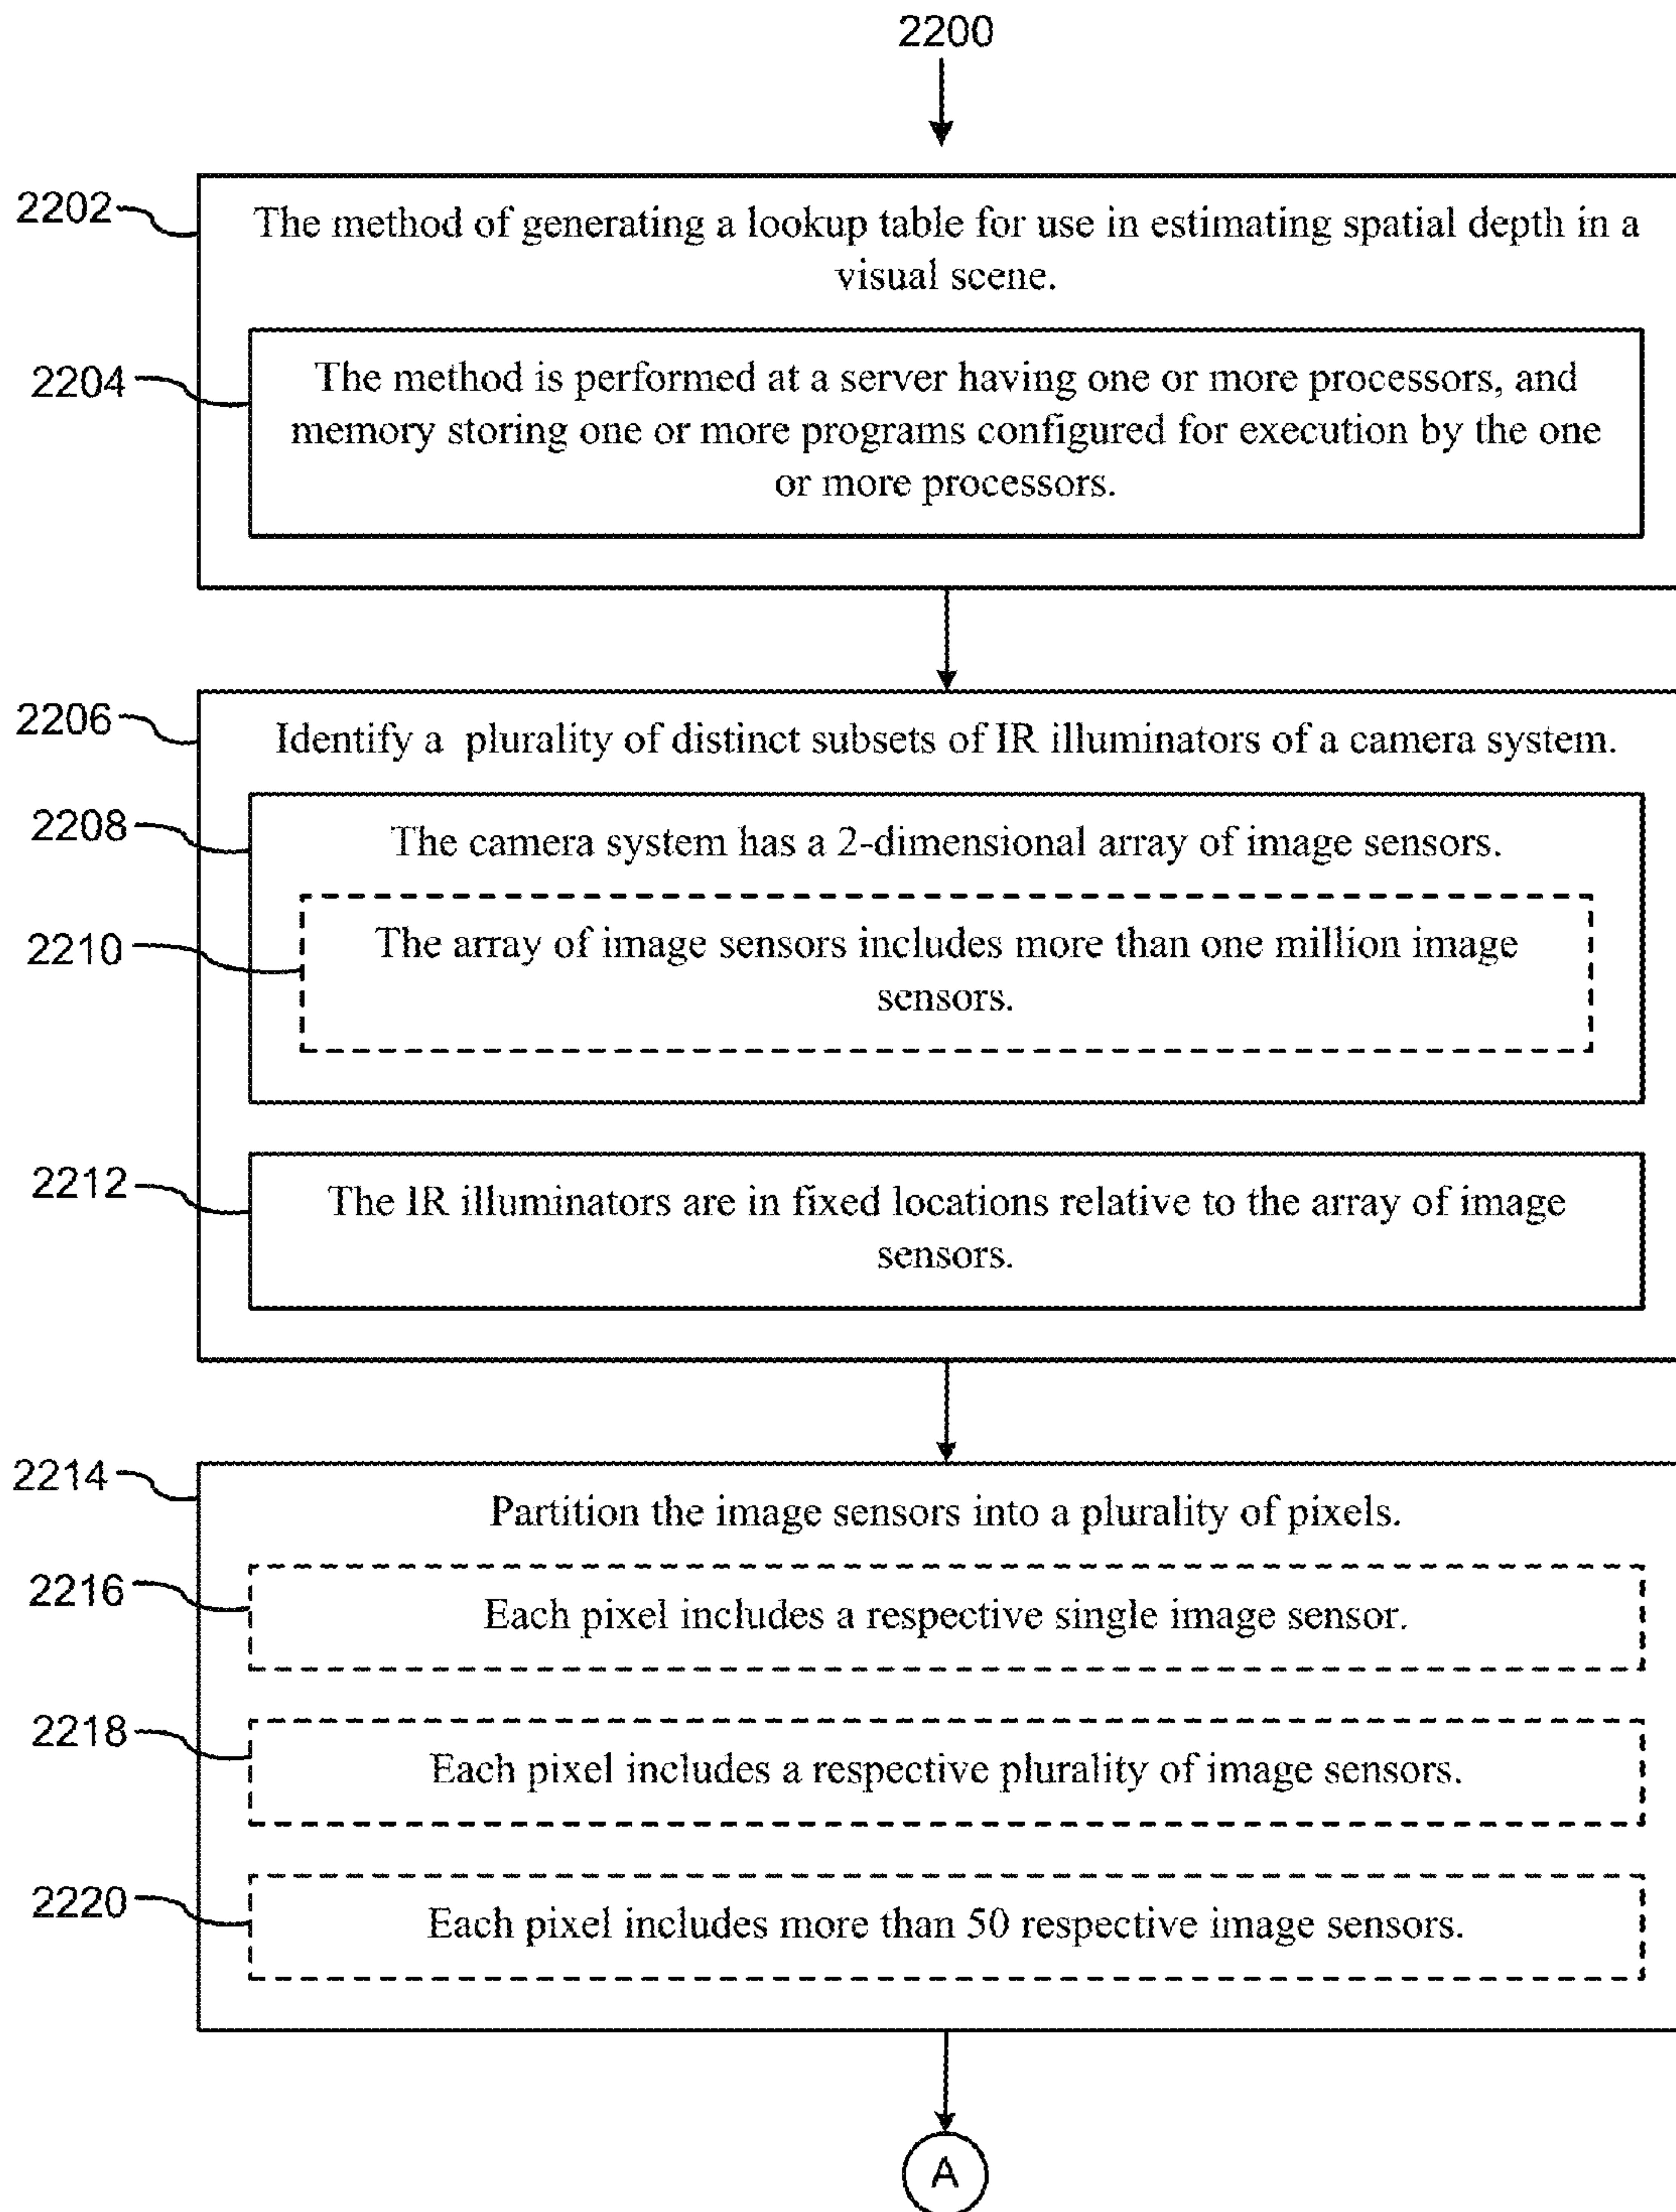 2200
2202
The method of generating a lookup table for use in estimating spatial depth in a
visual scene.
2204
The method is performed at a server having one or more processors, and
memory storing one or more programs configured for execution by the one
or more processors.
2206
Identify a plurality of distinct subsets of IR illuminators of a camera system.
2208
The camera system has a 2-dimensional array of image sensors.
2210
The array of image sensors includes more than one million image
sensors.
2212
The IR illuminators are in fixed locations relative to the array of image
sensors.
2214
Partition the image sensors into a plurality of pixels.
2216
Each pixel includes a respective single image sensor.
2218
Each pixel includes a respective plurality of image sensors.
2220
Each pixel includes more than 50 respective image sensors.
A